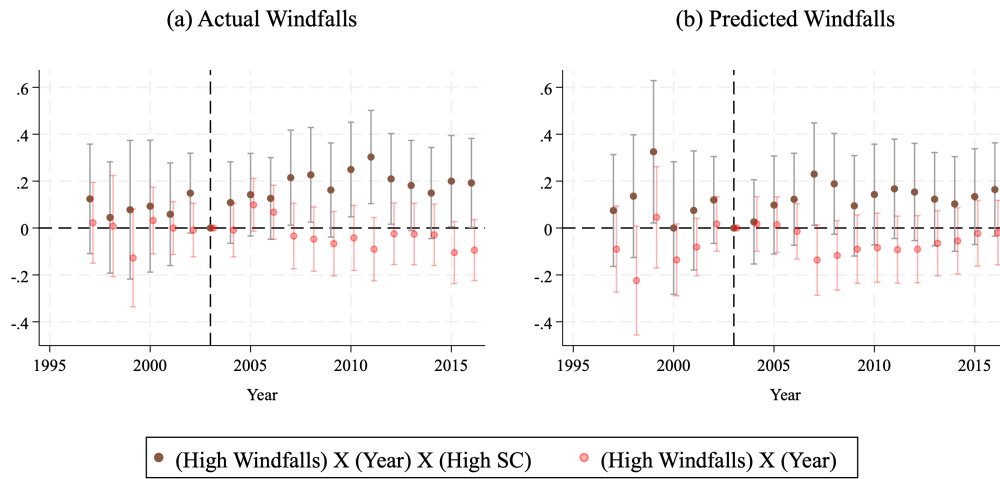 (a) Actual Windfalls
.6
.4
.2
0
-.2
-.4
1995 2000 2005 2010 2015
Year
(b) Predicted Windfalls
.6
.4
.2
0
-.2
-.4
1995 2000 2005 2010 2015
Year
(High Windfalls) X (Year) X (High SC) (High Windfalls) X (Year)